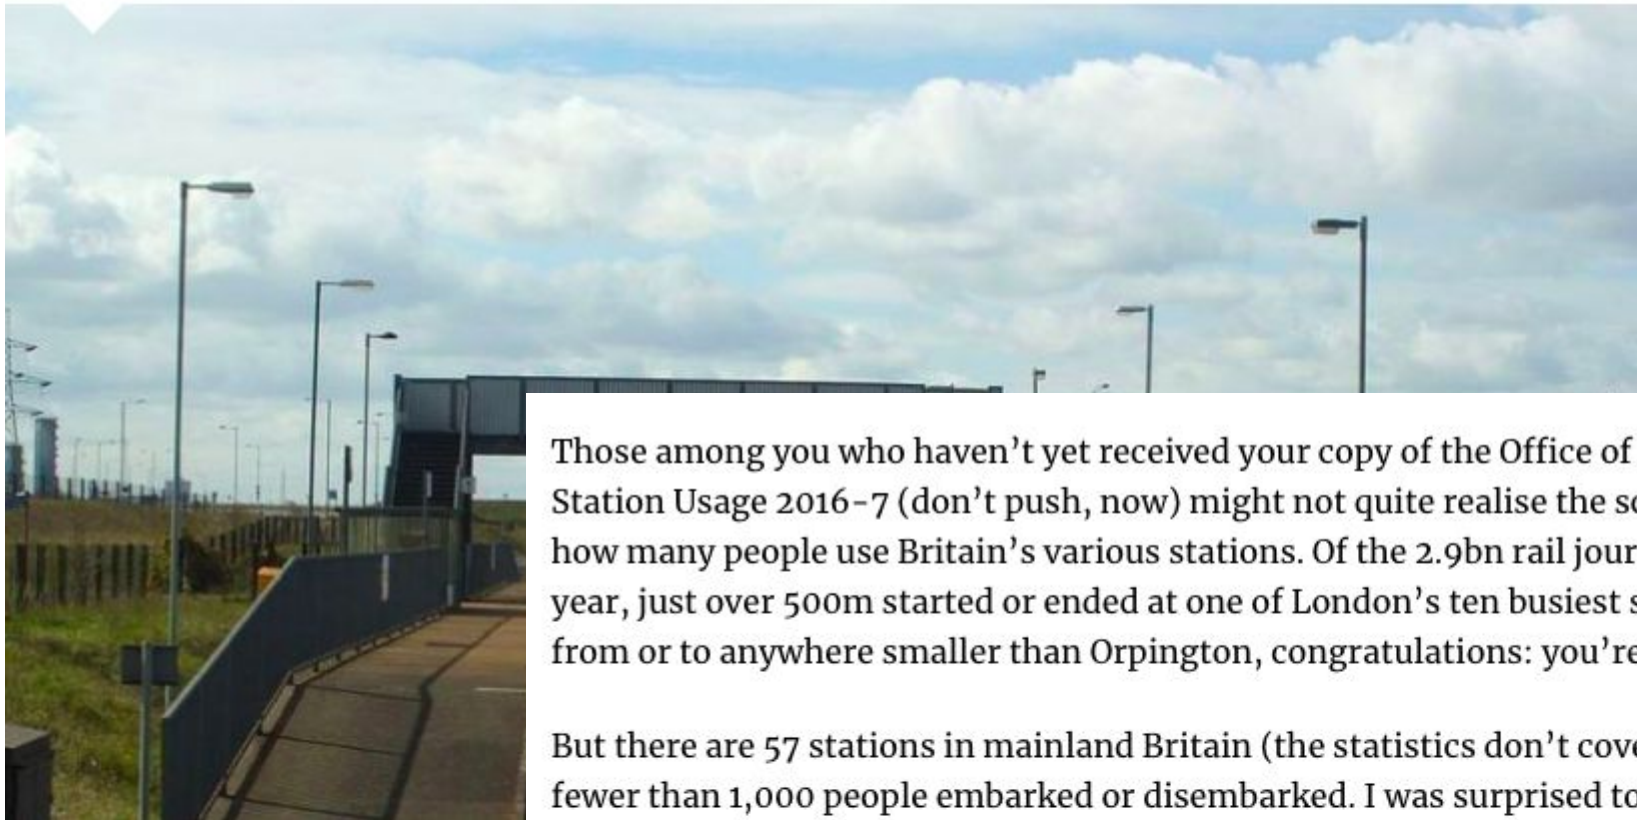 Those among you who haven’t yet received your copy of the Office of
Station Usage 2016-7 (don’t push, now) might not quite realise the
how many people use Britain’s various stations. Of the 2.9bn rail
year, just over 500m started or ended at one of London’s ten busiest
from or to anywhere smaller than Orpington, congratulations: you’re
But there are 57 stations in mainland Britain (the statistics don’t
fewer than 1,000 people embarked or disembarked. I was surprised to